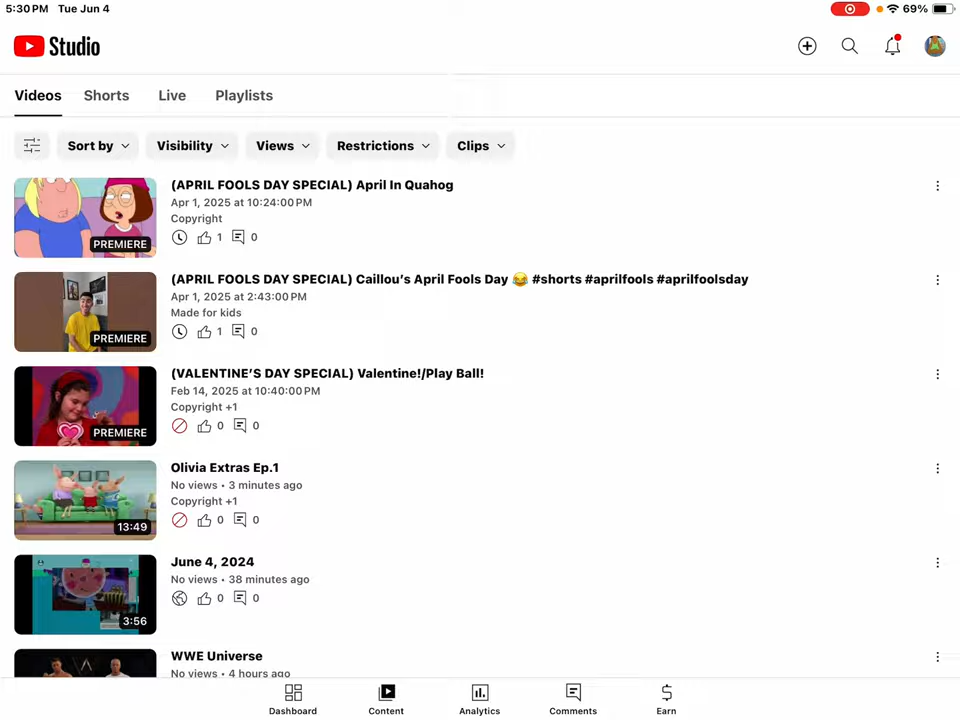 5:30 PM Tue Jun 4
69%
Studio
Videos Shorts Live Playlists
Sort by Visibility Views Restrictions Clips
(APRIL FOOLS DAY SPECIAL) April In Quahog
Apr 1, 2025 at 10:24:00 PM
Copyright
1 0
PREMIERE
(APRIL FOOLS DAY SPECIAL) Caillou’s April Fools Day 😂 #shorts #aprilfools #aprilfoolsday
Apr 1, 2025 at 2:43:00 PM
Made for kids
1 0
PREMIERE
(VALENTINE’S DAY SPECIAL) Valentine!/Play Ball!
Feb 14, 2025 at 10:40:00 PM
Copyright +1
0 0
PREMIERE
Olivia Extras Ep.1
No views • 3 minutes ago
Copyright +1
0 0
13:49
June 4, 2024
No views • 38 minutes ago
0 0
3:56
WWE Universe
No views • 4 hours ago
Dashboard Content Analytics Comments Earn